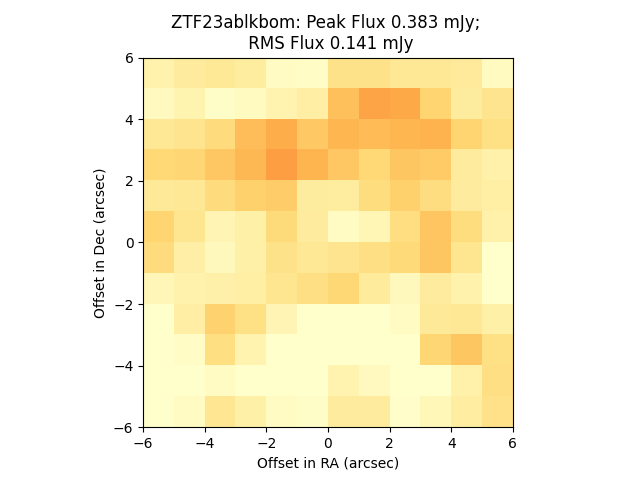 ZTF23ablkbom: Peak Flux 0.383 mJy;
RMS Flux 0.141 mJy
6
4
2
0
−2
−4
−6
Offset in Dec (arcsec)
−6 −4 −2 0 2 4 6
Offset in RA (arcsec)